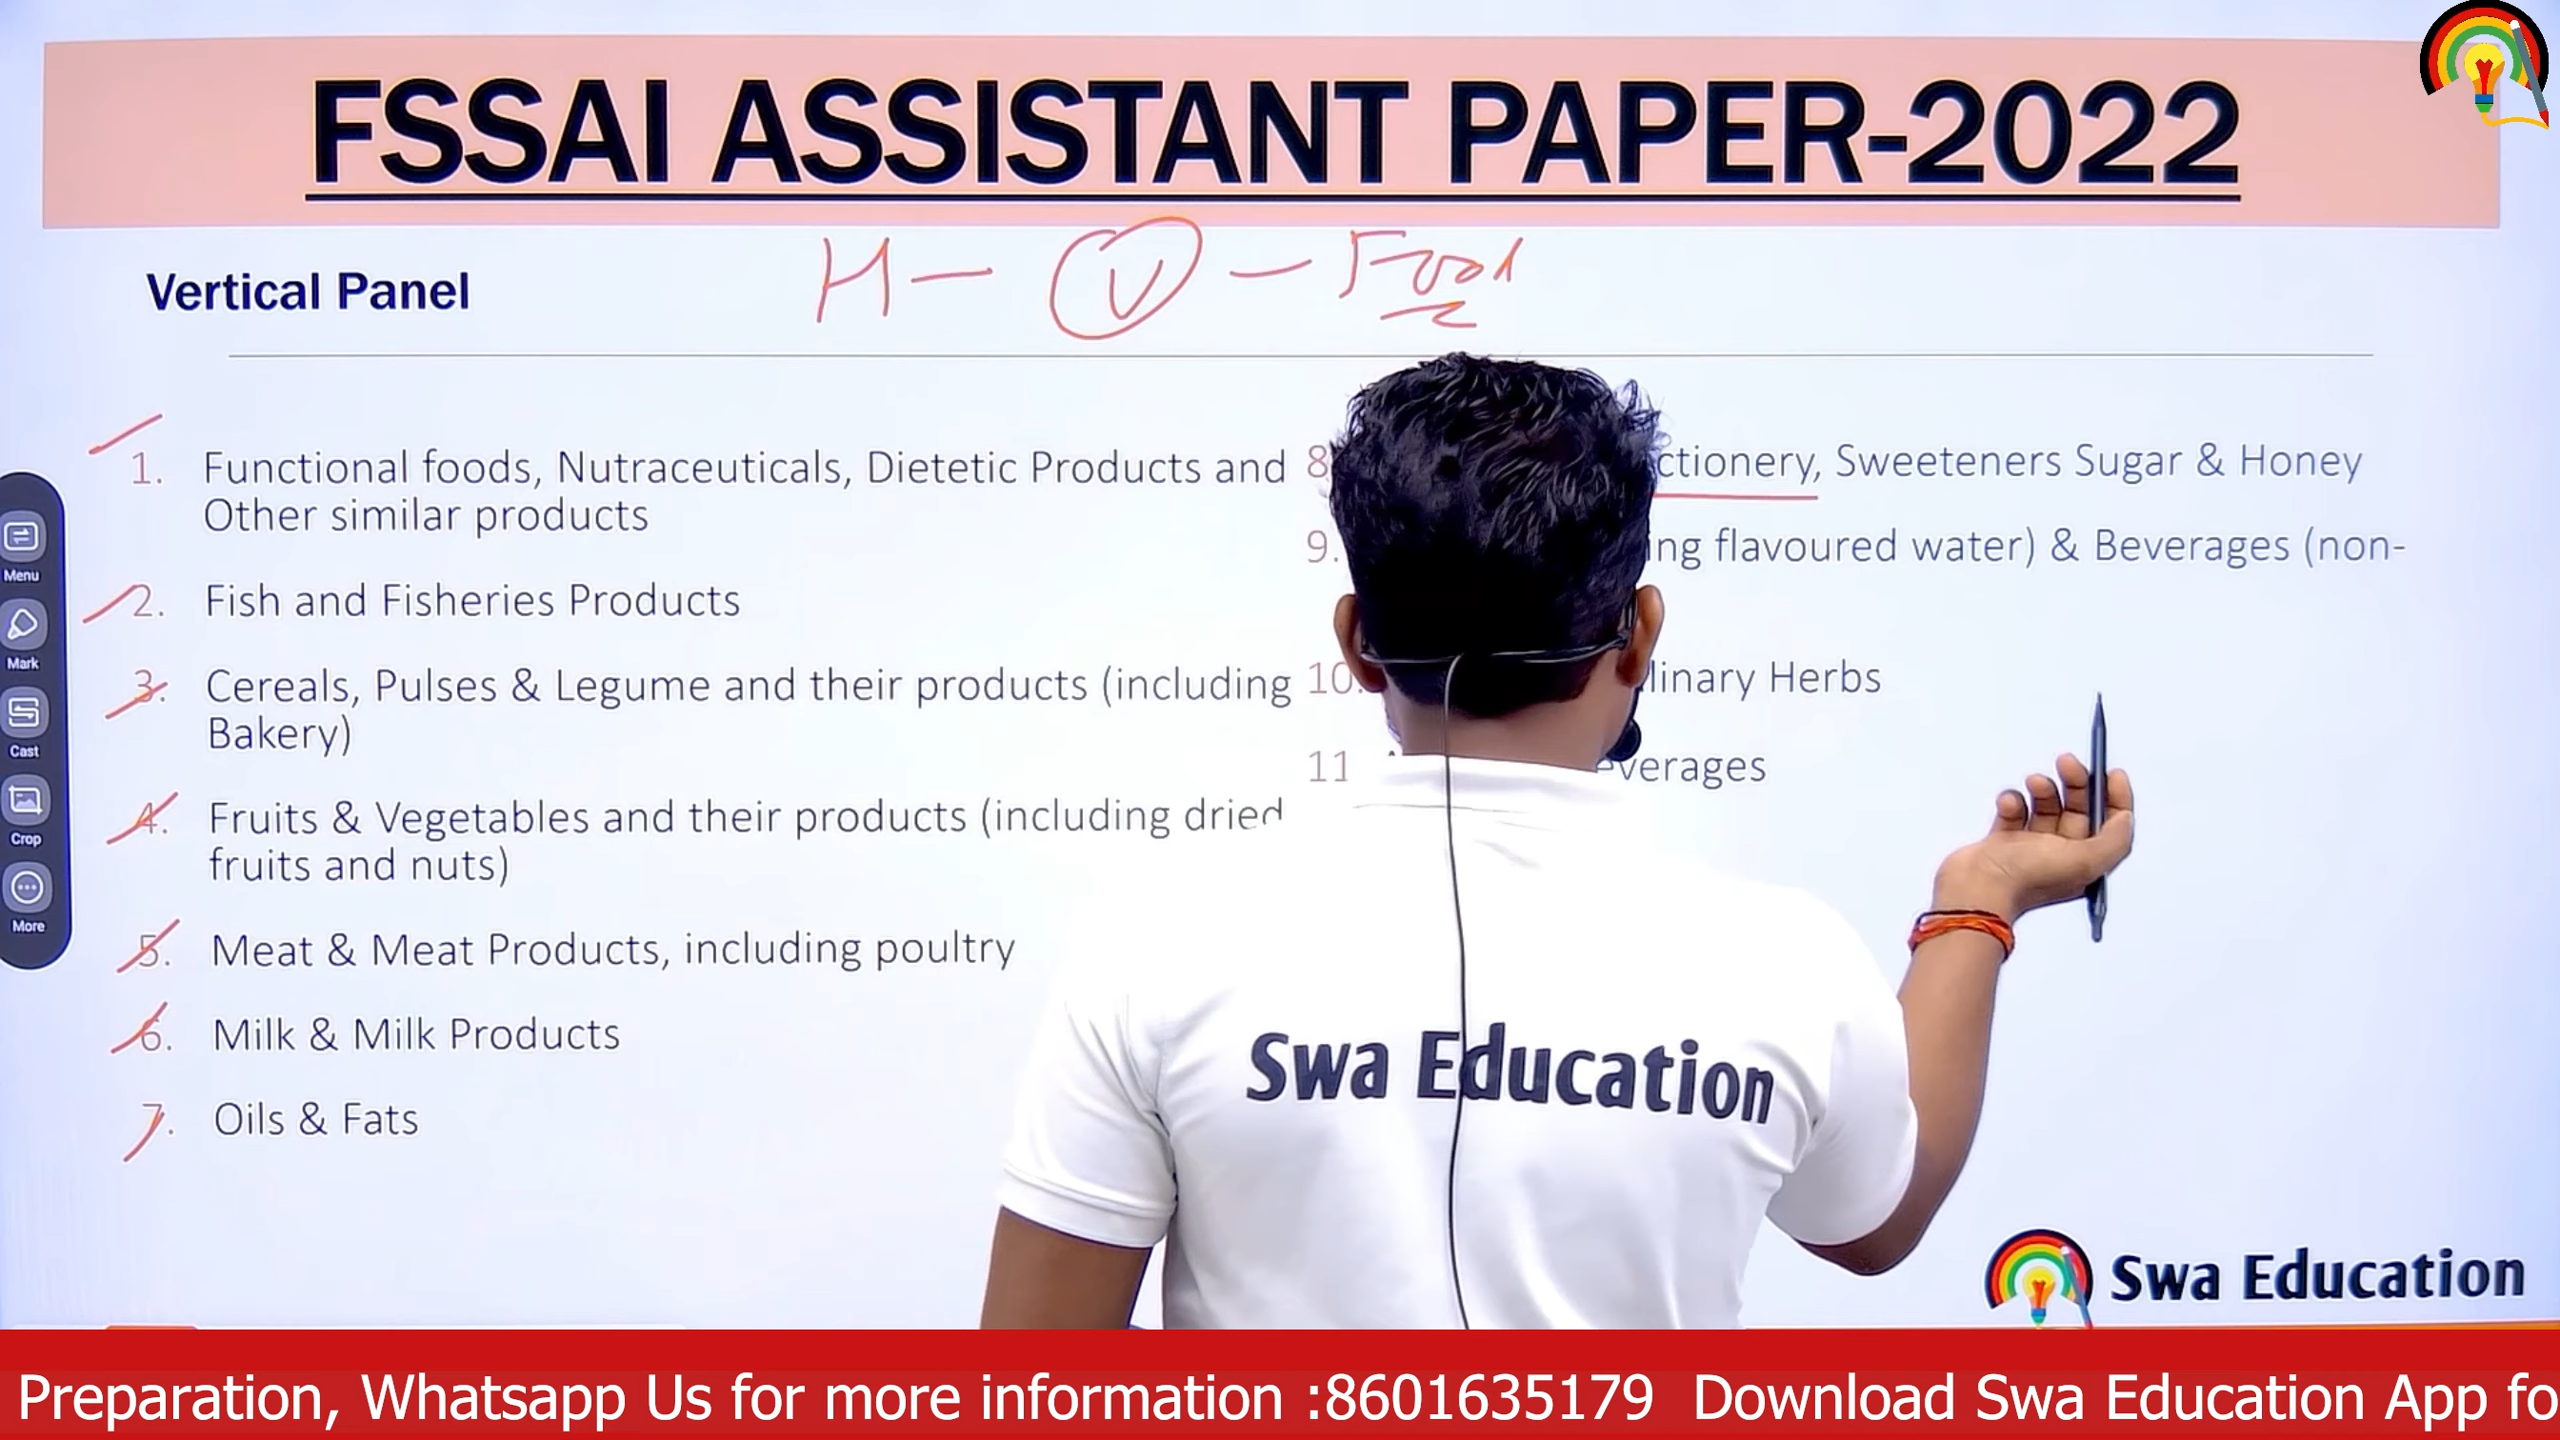 FSSAI ASSISTANT PAPER-2022
Vertical Panel
H - V - Food
1. Functional foods, Nutraceuticals, Dietetic Products and
Other similar products
2. Fish and Fisheries Products
3. Cereals, Pulses & Legume and their products (including
Bakery)
4. Fruits & Vegetables and their products (including dried
fruits and nuts)
5. Meat & Meat Products, including poultry
6. Milk & Milk Products
7. Oils & Fats
8 Sweeteners Sugar & Honey
9. flavoured water) & Beverages (non-
10. Herbs
11
Menu
Mark
Cast
Crop
More
Swa Education
Swa Education
Preparation, Whatsapp Us for more information :8601635179 Download Swa Education App fo